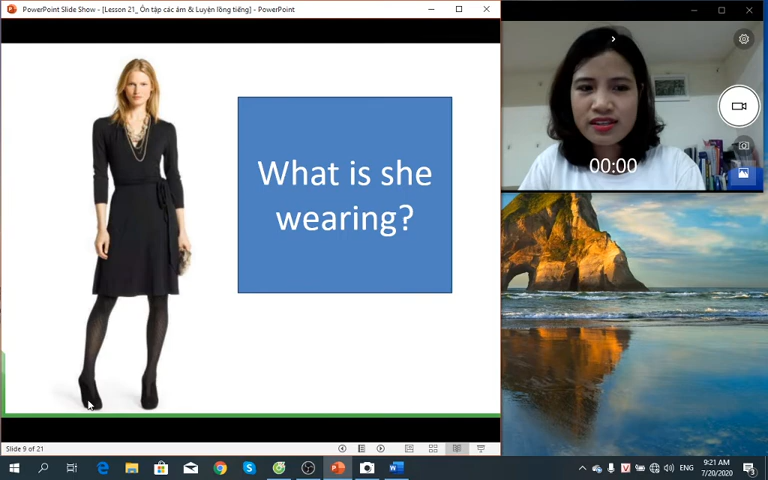 PowerPoint Slide Show - [Lesson 21_ Ôn tập các âm & Luyện lồng tiếng] - PowerPoint
What is she
wearing?
00:00
Slide 9 of 21
ENG
9:21 AM
7/20/2020